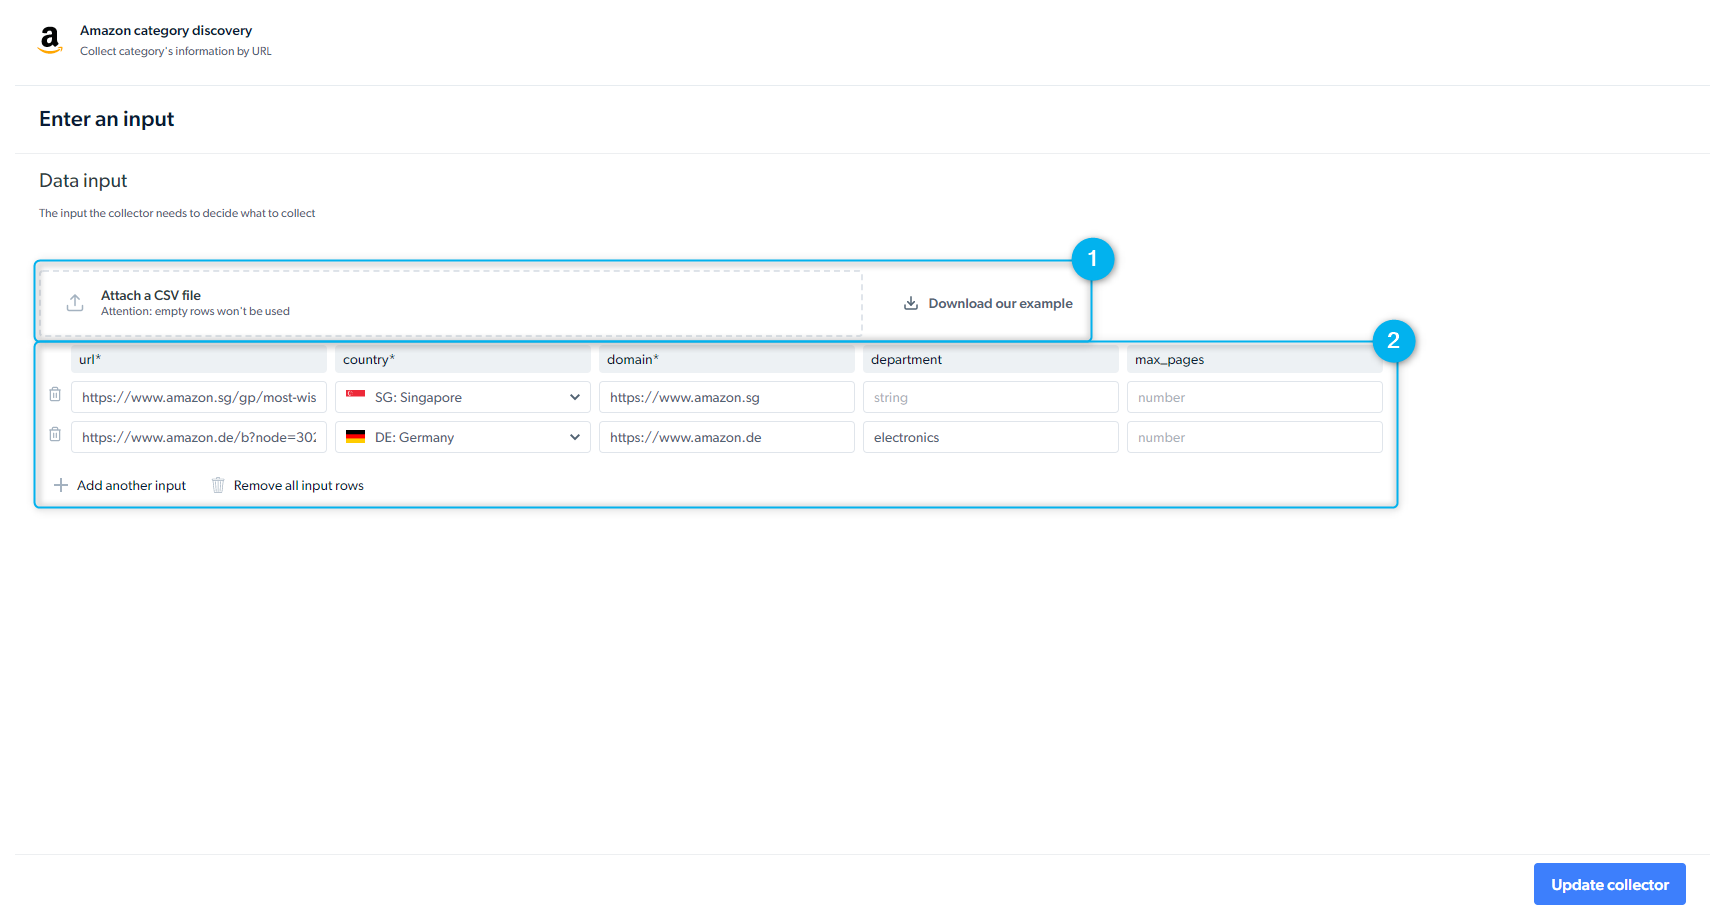 Amazon category discovery
Collect category's information by URL
Enter an input
Data input
The input the collector needs to decide what to collect
1
Attach a CSV file
Attention: empty rows won't be used
Download our example
2
url* country* domain* department max_pages
https://www.amazon.sg/gp/most-wis SG: Singapore https://www.amazon.sg string number
https://www.amazon.de/b?node=302 DE: Germany https://www.amazon.de electronics number
Add another input Remove all input rows
Update collector